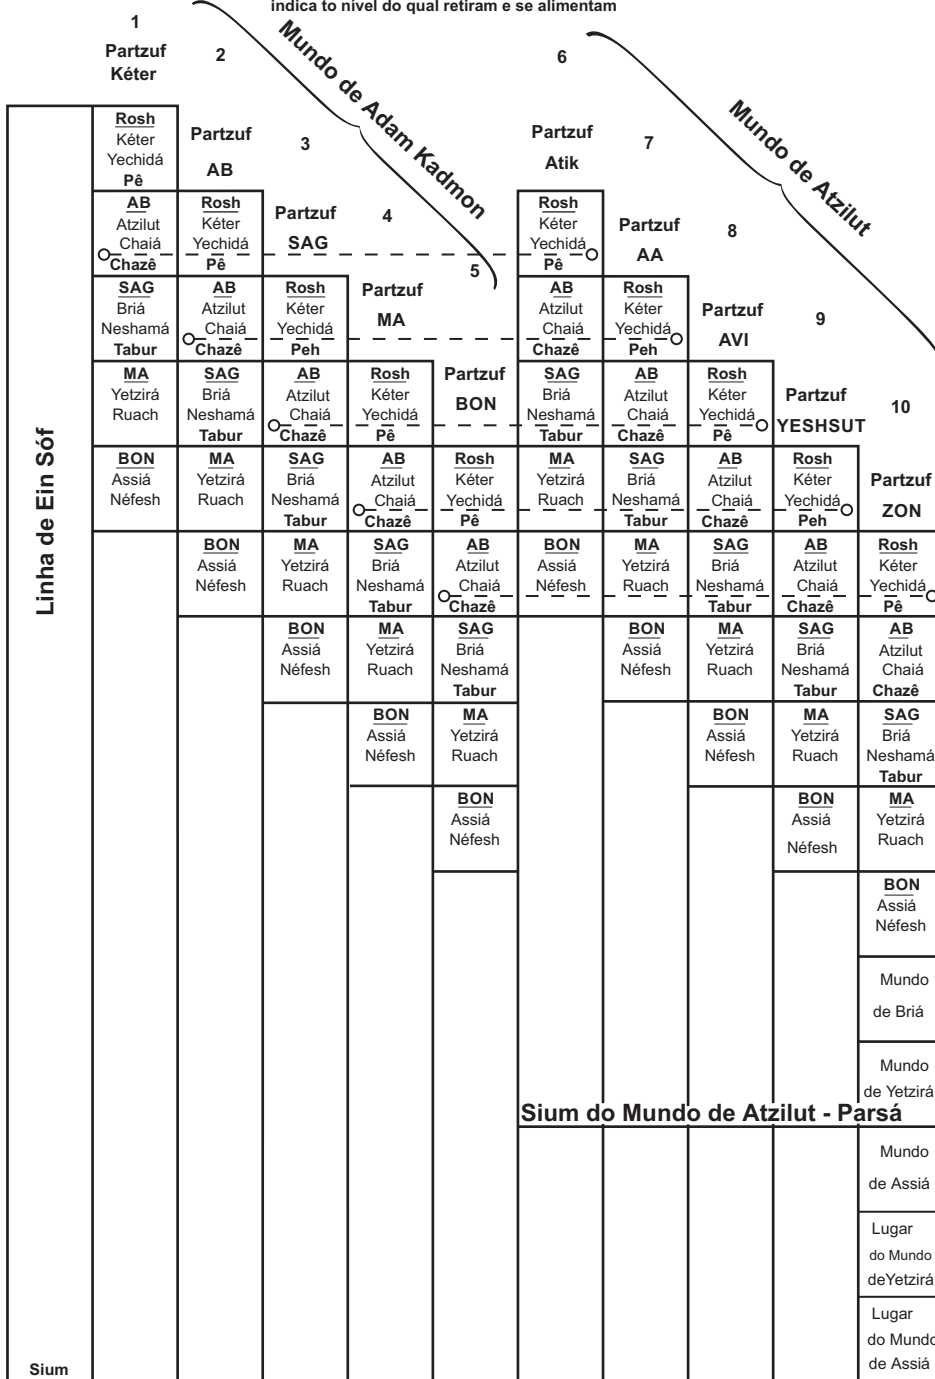 indica to nível do qual retiram e se alimentam
1
Partzuf
Kéter
2
Partzuf
AB
3
Partzuf
SAG
4
Partzuf
MA
5
Partzuf
BON
Mundo de Adam Kadmon
6
Partzuf
Atik
7
Partzuf
AA
8
Partzuf
AVI
9
Partzuf
YESHSUT
10
Partzuf
ZON
Mundo de Atzilut
Linha de Ein Sóf
Sium
Rosh
Kéter
Yechidá
Pê
AB
Atzilut
Chaiá
Chazê
SAG
Briá
Neshamá
Tabur
MA
Yetzirá
Ruach
BON
Assiá
Néfesh
Rosh
Kéter
Yechidá
Pê
AB
Atzilut
Chaiá
Chazê
SAG
Briá
Neshamá
Tabur
MA
Yetzirá
Ruach
BON
Assiá
Néfesh
Rosh
Kéter
Yechidá
Peh
AB
Atzilut
Chaiá
Chazê
SAG
Briá
Neshamá
Tabur
MA
Yetzirá
Ruach
BON
Assiá
Néfesh
Rosh
Kéter
Yechidá
Pê
AB
Atzilut
Chaiá
Chazê
SAG
Briá
Neshamá
Tabur
MA
Yetzirá
Ruach
BON
Assiá
Néfesh
Rosh
Kéter
Yechidá
Pê
AB
Atzilut
Chaiá
Chazê
SAG
Briá
Neshamá
Tabur
MA
Yetzirá
Ruach
BON
Assiá
Néfesh
Rosh
Kéter
Yechidá
Pê
AB
Atzilut
Chaiá
Chazê
SAG
Briá
Neshamá
Tabur
MA
Yetzirá
Ruach
BON
Assiá
Néfesh
Rosh
Kéter
Yechidá
Peh
AB
Atzilut
Chaiá
Chazê
SAG
Briá
Neshamá
Tabur
MA
Yetzirá
Ruach
BON
Assiá
Néfesh
Rosh
Kéter
Yechidá
Pê
AB
Atzilut
Chaiá
Chazê
SAG
Briá
Neshamá
Tabur
MA
Yetzirá
Ruach
BON
Assiá
Néfesh
Rosh
Kéter
Yechidá
Peh
AB
Atzilut
Chaiá
Chazê
SAG
Briá
Neshamá
Tabur
MA
Yetzirá
Ruach
BON
Assiá
Néfesh
Rosh
Kéter
Yechidá
Pê
AB
Atzilut
Chaiá
Chazê
SAG
Briá
Neshamá
Tabur
MA
Yetzirá
Ruach
BON
Assiá
Néfesh
Mundo
de Briá
Mundo
de Yetzirá
Sium do Mundo de Atzilut - Parsá
Mundo
de Assiá
Lugar
do Mundo
deYetzirá
Lugar
do Mundo
de Assiá